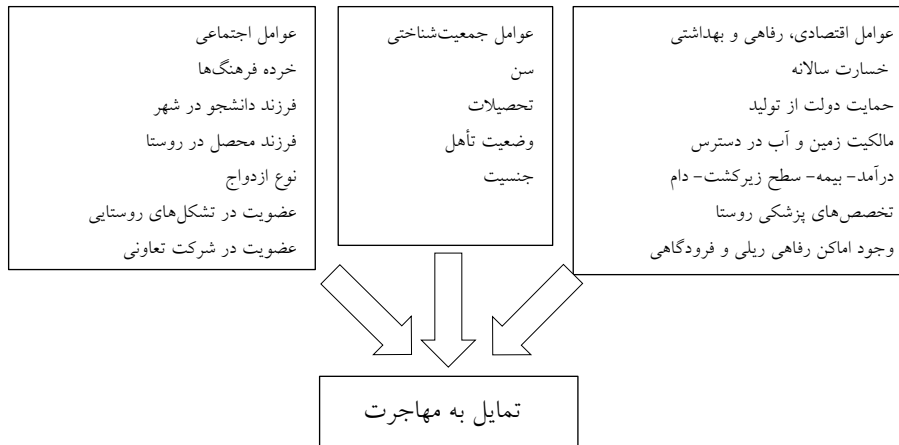 عوامل اقتصادی، رفاهی و بهداشتی
خسارت سالانه
حمایت دولت از تولید
مالکیت زمین و آب در دسترس
درآمد- بیمه- سطح زیرکشت- دام
تخصص‌های پزشکی روستا
وجود اماکن رفاهی ریلی و فرودگاهی
عوامل جمعیت‌شناختی
سن
تحصیلات
وضعیت تأهل
جنسیت
عوامل اجتماعی
خرده فرهنگ‌ها
فرزند دانشجو در شهر
فرزند محصل در روستا
نوع ازدواج
عضویت در تشکل‌های روستایی
عضویت در شرکت تعاونی
تمایل به مهاجرت